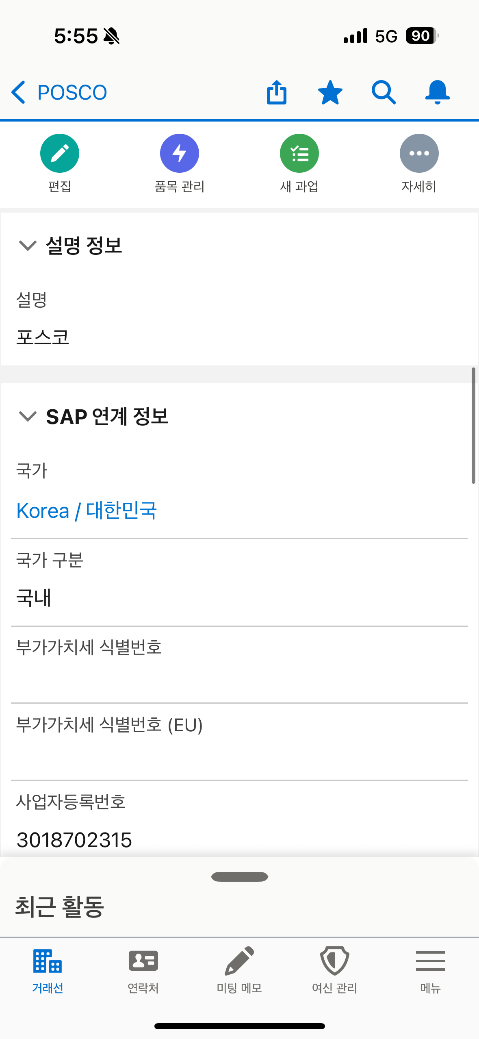 5:55 5G 90
POSCO
편집 품목 관리 새 과업 자세히
설명 정보
설명
포스코
SAP 연계 정보
국가
Korea / 대한민국
국가 구분
국내
부가가치세 식별번호
부가가치세 식별번호 (EU)
사업자등록번호
3018702315
최근 활동
거래선 연락처 미팅 메모 여신 관리 메뉴